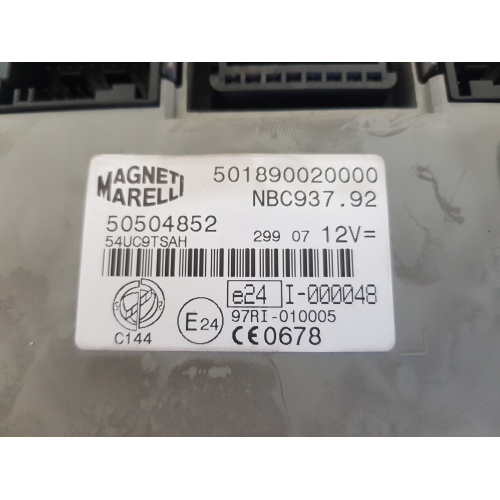 MAGNETI
MARELLI
501890020000
NBC937.92
50504852
54UC9TSAH
299 07 12V=
e24 I-000048
E24
97RI-010005
C144
CE0678